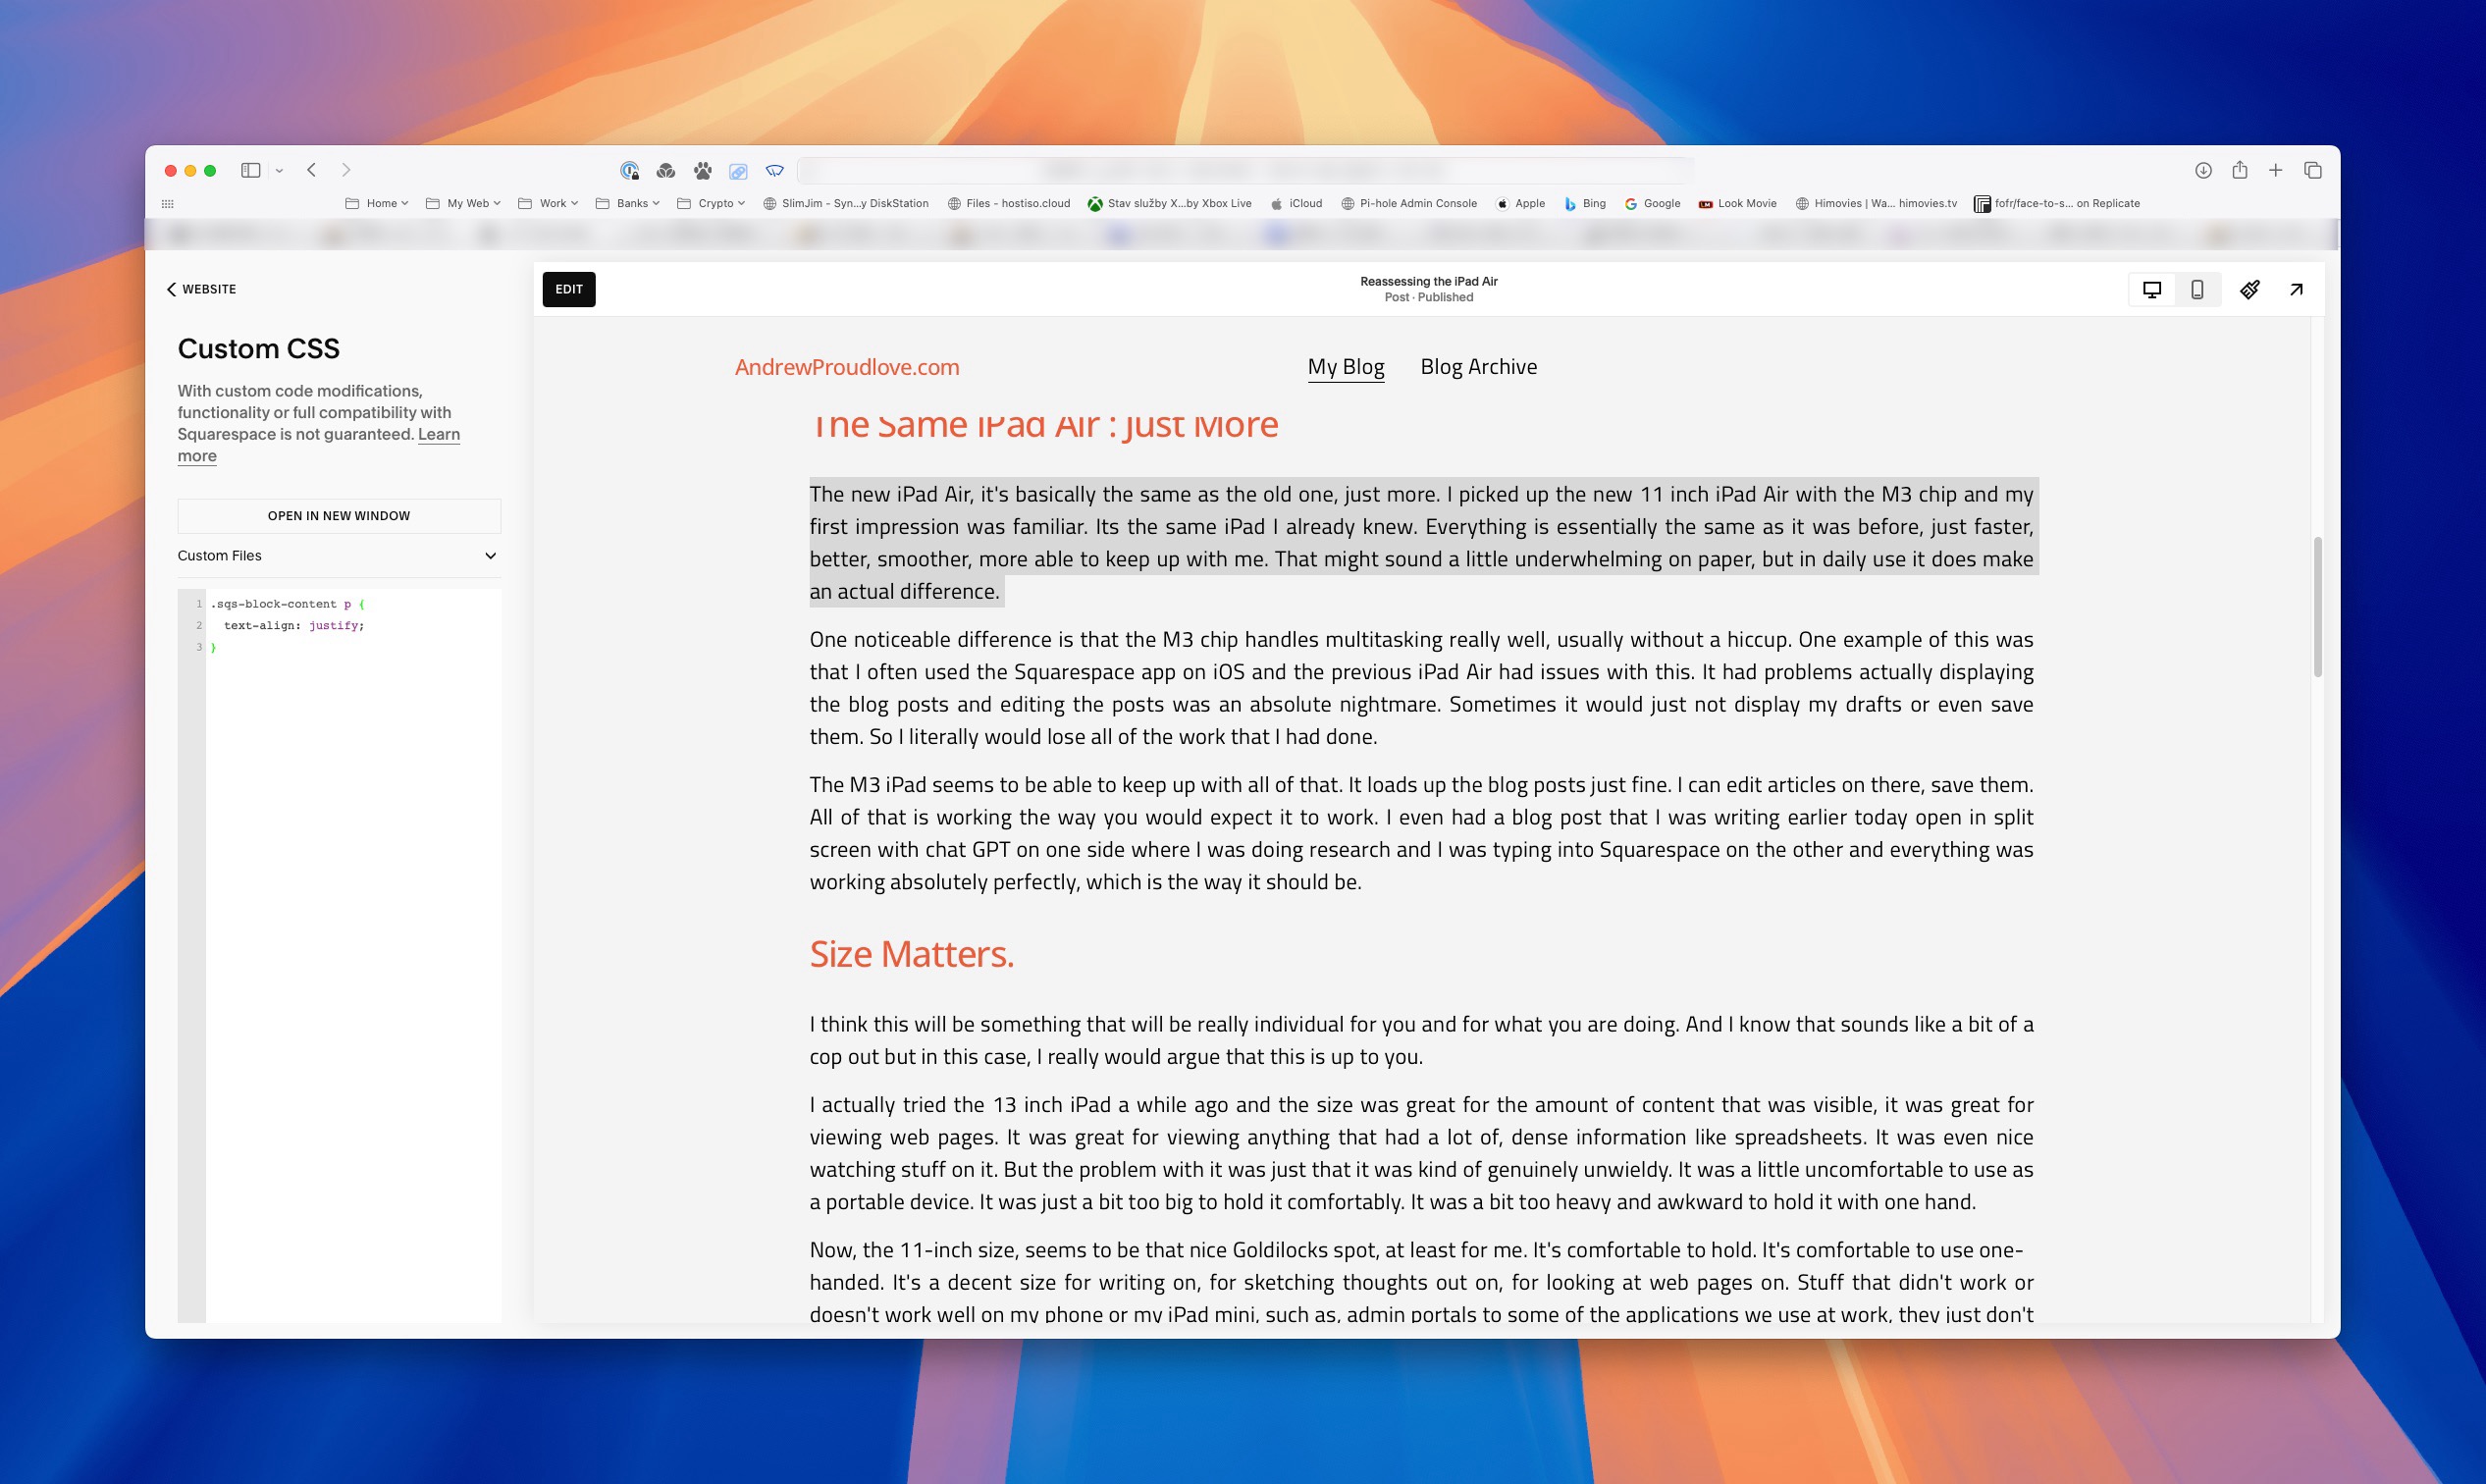 Home
My Web
Work
Banks
Crypto
SlimJim - Syn...y DiskStation
Files - hostiso.cloud
Stav služby X...by Xbox Live
iCloud
Pi-hole Admin Console
Apple
Bing
Google
LM
Look Movie
Himovies | Wa... himovies.tv
fofr/face-to-s... on Replicate
WEBSITE
Custom CSS
With custom code modifications,
functionality or full compatibility with
Squarespace is not guaranteed. Learn
more
OPEN IN NEW WINDOW
Custom Files
1 .sqs-block-content p {
2 text-align: justify;
3 }
EDIT
Reassessing the iPad Air
Post · Published
AndrewProudlove.com
My Blog
Blog Archive
The Same iPad Air : Just More
The new iPad Air, it's basically the same as the old one, just more. I picked up the new 11 inch iPad Air with the M3 chip and my
first impression was familiar. Its the same iPad I already knew. Everything is essentially the same as it was before, just faster,
better, smoother, more able to keep up with me. That might sound a little underwhelming on paper, but in daily use it does make
an actual difference.
One noticeable difference is that the M3 chip handles multitasking really well, usually without a hiccup. One example of this was
that I often used the Squarespace app on iOS and the previous iPad Air had issues with this. It had problems actually displaying
the blog posts and editing the posts was an absolute nightmare. Sometimes it would just not display my drafts or even save
them. So I literally would lose all of the work that I had done.
The M3 iPad seems to be able to keep up with all of that. It loads up the blog posts just fine. I can edit articles on there, save them.
All of that is working the way you would expect it to work. I even had a blog post that I was writing earlier today open in split
screen with chat GPT on one side where I was doing research and I was typing into Squarespace on the other and everything was
working absolutely perfectly, which is the way it should be.
Size Matters.
I think this will be something that will be really individual for you and for what you are doing. And I know that sounds like a bit of a
cop out but in this case, I really would argue that this is up to you.
I actually tried the 13 inch iPad a while ago and the size was great for the amount of content that was visible, it was great for
viewing web pages. It was great for viewing anything that had a lot of, dense information like spreadsheets. It was even nice
watching stuff on it. But the problem with it was just that it was kind of genuinely unwieldy. It was a little uncomfortable to use as
a portable device. It was just a bit too big to hold it comfortably. It was a bit too heavy and awkward to hold it with one hand.
Now, the 11-inch size, seems to be that nice Goldilocks spot, at least for me. It's comfortable to hold. It's comfortable to use one-
handed. It's a decent size for writing on, for sketching thoughts out on, for looking at web pages on. Stuff that didn't work or
doesn't work well on my phone or my iPad mini, such as, admin portals to some of the applications we use at work, they just don't